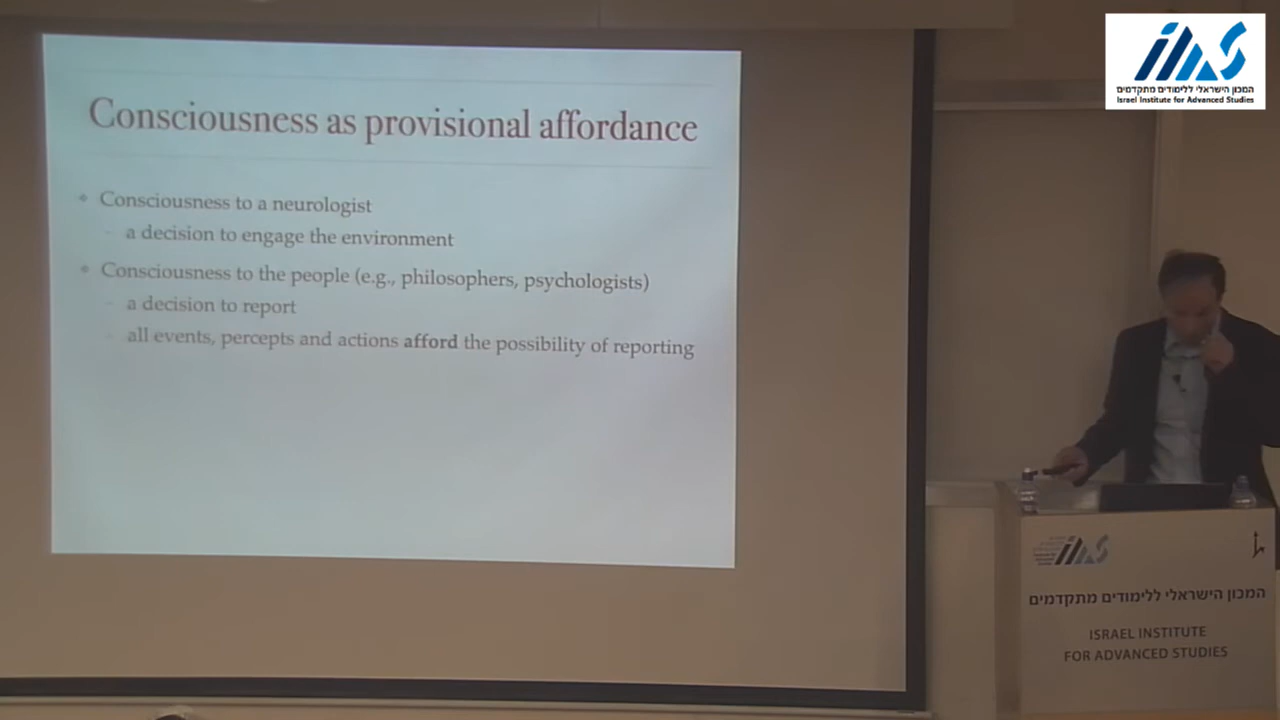 Consciousness as provisional affordance
Consciousness to a neurologist
a decision to engage the environment
Consciousness to the people (e.g., philosophers, psychologists)
a decision to report
all events, percepts and actions afford the possibility of reporting
המכון הישראלי ללימודים מתקדמים
Israel Institute for Advanced Studies
המכון הישראלי ללימודים מתקדמים
ISRAEL INSTITUTE
FOR ADVANCED STUDIES